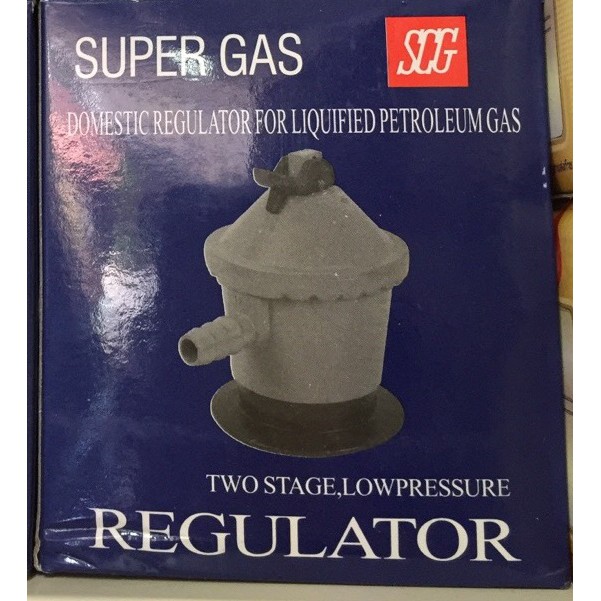 SUPER GAS
SCG
DOMESTIC REGULATOR FOR LIQUIFIED PETROLEUM GAS
TWO STAGE,LOWPRESSURE
REGULATOR